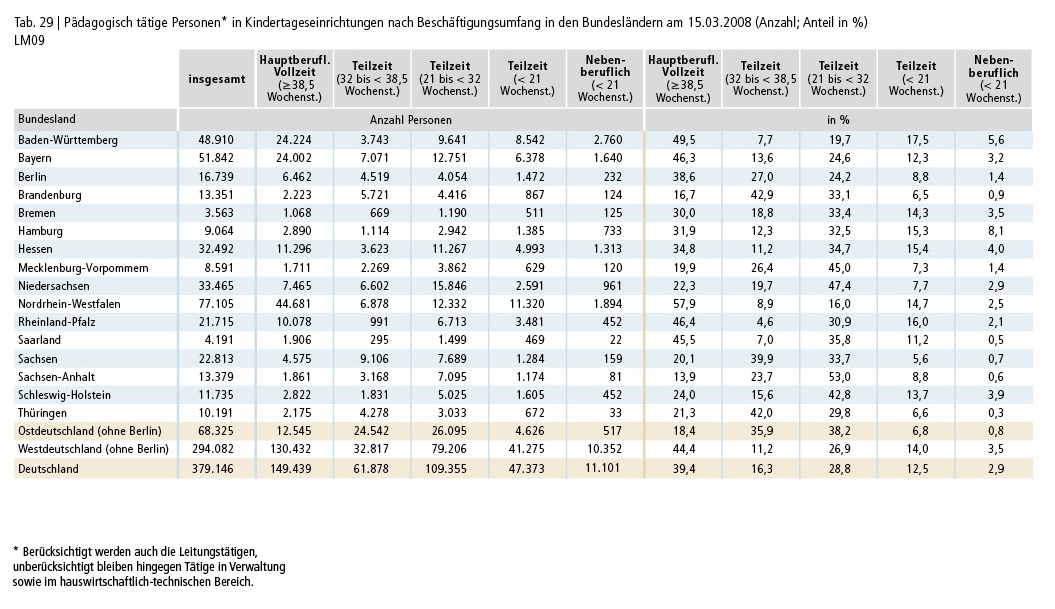 Tab. 29 | Pädagogisch tätige Personen* in Kindertageseinrichtungen nach Beschäftigungsumfang in den Bundesländern am 15.03.2008 (Anzahl; Anteil in %)
LM09
insgesamt Hauptberufl. Vollzeit (≥38,5 Wochenst.) Teilzeit (32 bis < 38,5 Wochenst.) Teilzeit (21 bis < 32 Wochenst.) Teilzeit (< 21 Wochenst.) Neben-beruflich (< 21 Wochenst.) Hauptberufl. Vollzeit (≥38,5 Wochenst.) Teilzeit (32 bis < 38,5 Wochenst.) Teilzeit (21 bis < 32 Wochenst.) Teilzeit (< 21 Wochenst.) Neben-beruflich (< 21 Wochenst.)
Bundesland Anzahl Personen in %
Baden-Württemberg 48.910 24.224 3.743 9.641 8.542 2.760 49,5 7,7 19,7 17,5 5,6
Bayern 51.842 24.002 7.071 12.751 6.378 1.640 46,3 13,6 24,6 12,3 3,2
Berlin 16.739 6.462 4.519 4.054 1.472 232 38,6 27,0 24,2 8,8 1,4
Brandenburg 13.351 2.223 5.721 4.416 867 124 16,7 42,9 33,1 6,5 0,9
Bremen 3.563 1.068 669 1.190 511 125 30,0 18,8 33,4 14,3 3,5
Hamburg 9.064 2.890 1.114 2.942 1.385 733 31,9 12,3 32,5 15,3 8,1
Hessen 32.492 11.296 3.623 11.267 4.993 1.313 34,8 11,2 34,7 15,4 4,0
Mecklenburg-Vorpommern 8.591 1.711 2.269 3.862 629 120 19,9 26,4 45,0 7,3 1,4
Niedersachsen 33.465 7.465 6.602 15.846 2.591 961 22,3 19,7 47,4 7,7 2,9
Nordrhein-Westfalen 77.105 44.681 6.878 12.332 11.320 1.894 57,9 8,9 16,0 14,7 2,5
Rheinland-Pfalz 21.715 10.078 991 6.713 3.481 452 46,4 4,6 30,9 16,0 2,1
Saarland 4.191 1.906 295 1.499 469 22 45,5 7,0 35,8 11,2 0,5
Sachsen 22.813 4.575 9.106 7.689 1.284 159 20,1 39,9 33,7 5,6 0,7
Sachsen-Anhalt 13.379 1.861 3.168 7.095 1.174 81 13,9 23,7 53,0 8,8 0,6
Schleswig-Holstein 11.735 2.822 1.831 5.025 1.605 452 24,0 15,6 42,8 13,7 3,9
Thüringen 10.191 2.175 4.278 3.033 672 33 21,3 42,0 29,8 6,6 0,3
Ostdeutschland (ohne Berlin) 68.325 12.545 24.542 26.095 4.626 517 18,4 35,9 38,2 6,8 0,8
Westdeutschland (ohne Berlin) 294.082 130.432 32.817 79.206 41.275 10.352 44,4 11,2 26,9 14,0 3,5
Deutschland 379.146 149.439 61.878 109.355 47.373 11.101 39,4 16,3 28,8 12,5 2,9
* Berücksichtigt werden auch die Leitungstätigen,
unberücksichtigt bleiben hingegen Tätige in Verwaltung
sowie im hauswirtschaftlich-technischen Bereich.